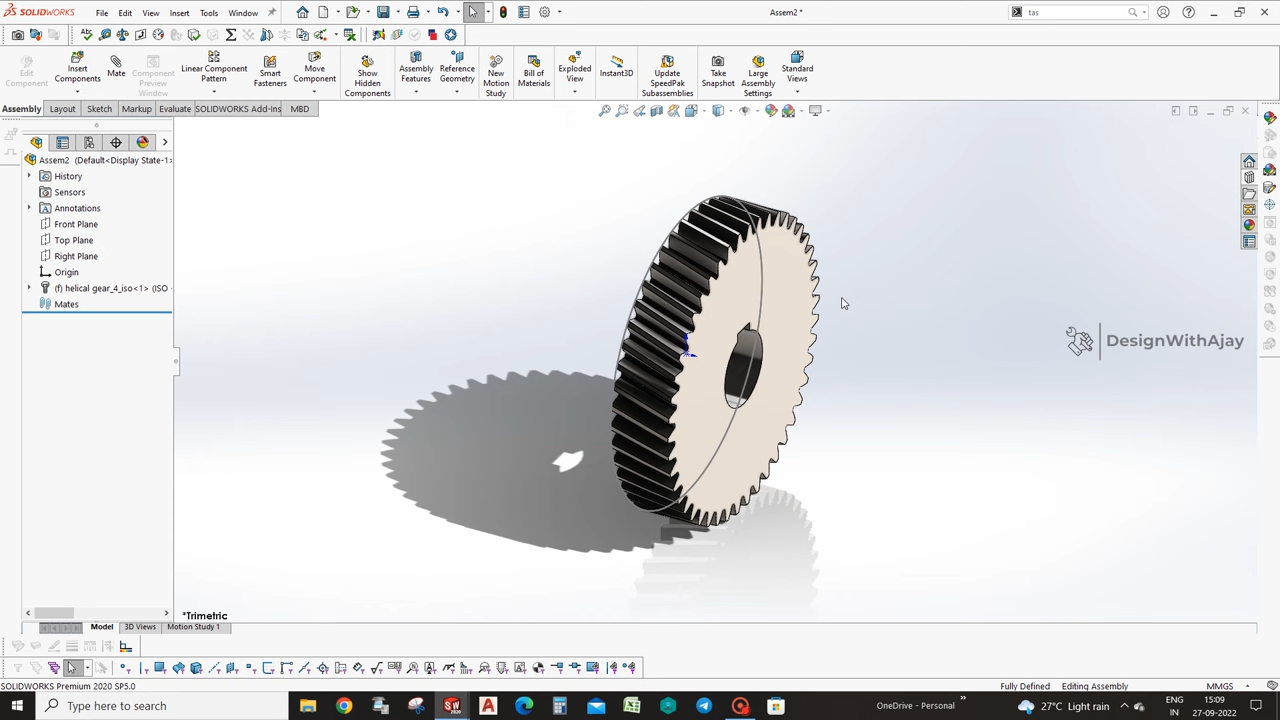 SOLIDWORKS
File
Edit
View
Insert
Tools
Window
Assem2 *
tas
Edit Component
Insert Components
Mate
Component Preview Window
Linear Component Pattern
Smart Fasteners
Move Component
Show Hidden Components
Assembly Features
Reference Geometry
New Motion Study
Bill of Materials
Exploded View
Instant3D
Update SpeedPak Subassemblies
Take Snapshot
Large Assembly Settings
Standard Views
Assembly
Layout
Sketch
Markup
Evaluate
SOLIDWORKS Add-Ins
MBD
Assem2 (Default<Display State-1>
History
Sensors
Annotations
Front Plane
Top Plane
Right Plane
Origin
(f) helical gear_4_iso<1> (ISO
Mates
DesignWithAjay
*Trimetric
Model
3D Views
Motion Study 1
SOLIDWORKS Premium 2020 SP5.0
Fully Defined
Editing Assembly
MMGS
Type here to search
OneDrive - Personal
27°C Light rain
ENG
IN
15:09
27-09-2022